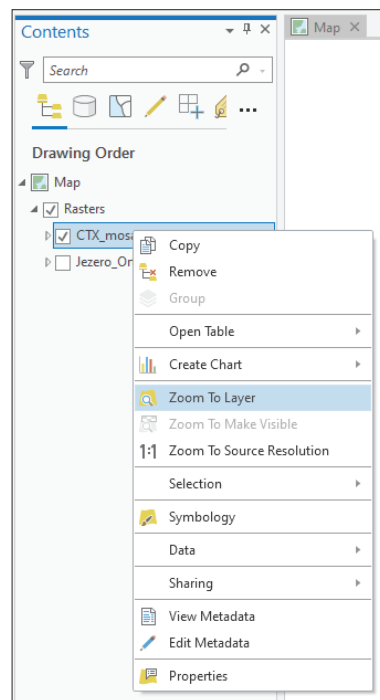 Contents
Map
Search
Drawing Order
Map
Rasters
CTX_mosa
Jezero_Or
Copy
Remove
Group
Open Table
Create Chart
Zoom To Layer
Zoom To Make Visible
1:1 Zoom To Source Resolution
Selection
Symbology
Data
Sharing
View Metadata
Edit Metadata
Properties